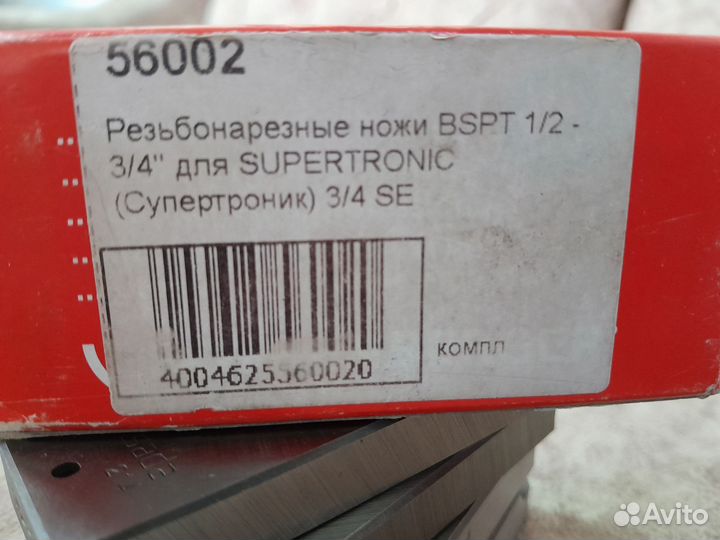 56002
Резьбонарезные ножи BSPT 1/2 -
3/4" для SUPERTRONIC
(Супертроник) 3/4 SE
4004625560020
компл
Avito